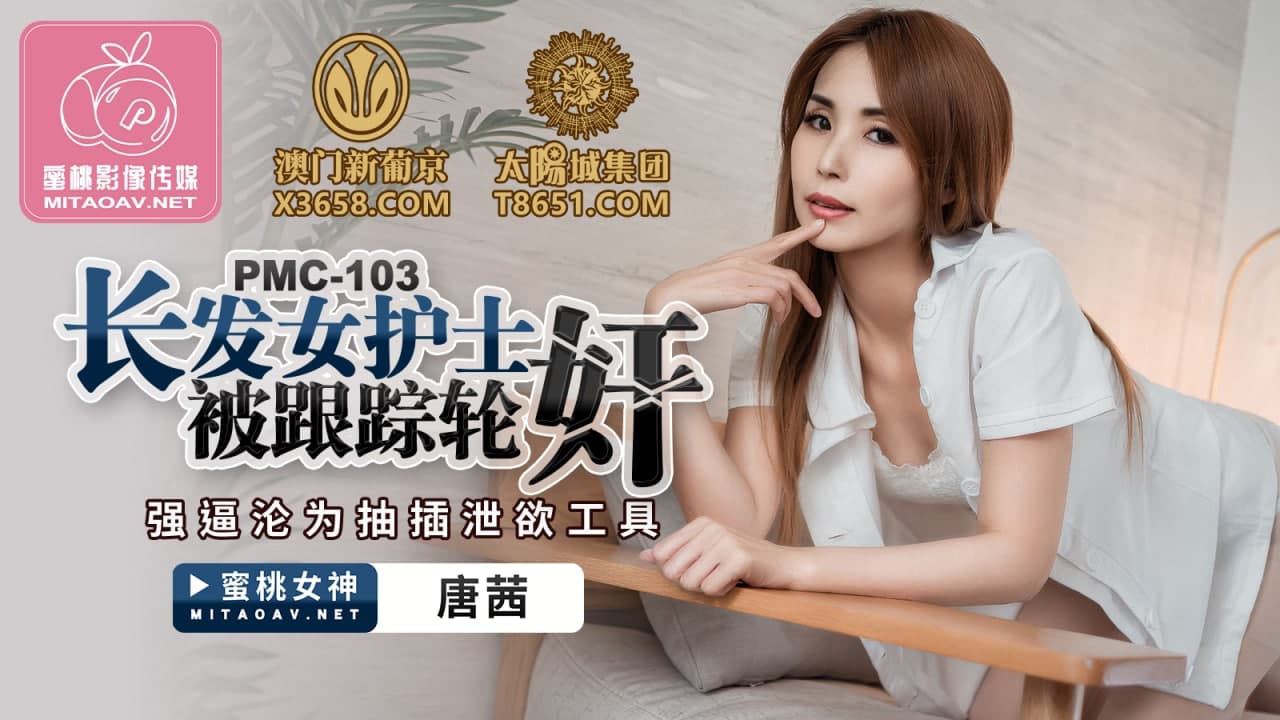 蜜桃影像传媒
MITAOAV.NET
澳门新葡京
X3658.COM
太陽城集团
T8651.COM
PMC-103
长发女护士
被跟踪轮奸
强逼沦为抽插泄欲工具
蜜桃女神
MITAOAV.NET
唐茜